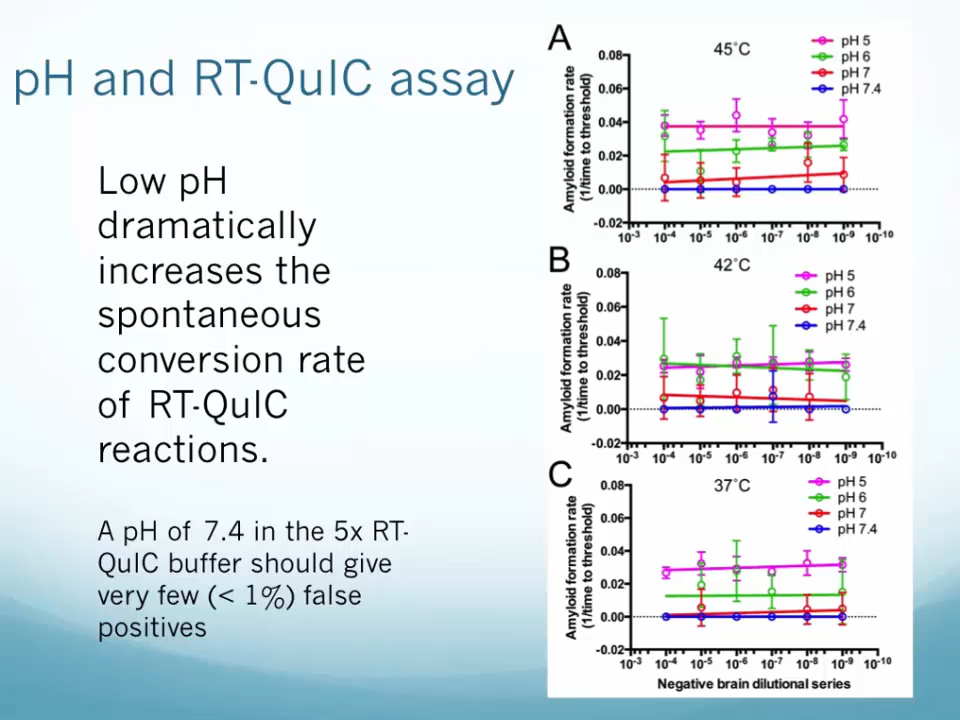 pH and RT-QuIC assay
Low pH
dramatically
increases the
spontaneous
conversion rate
of RT-QuIC
reactions.
A pH of 7.4 in the 5x RT-
QuIC buffer should give
very few (< 1%) false
positives
A
45˚C
pH 5
pH 6
pH 7
pH 7.4
Amyloid formation rate
(1/time to threshold)
0.08
0.06
0.04
0.02
0.00
-0.02
10⁻³ 10⁻⁴ 10⁻⁵ 10⁻⁶ 10⁻⁷ 10⁻⁸ 10⁻⁹ 10⁻¹⁰
B
42˚C
pH 5
pH 6
pH 7
pH 7.4
Amyloid formation rate
(1/time to threshold)
0.08
0.06
0.04
0.02
0.00
-0.02
10⁻³ 10⁻⁴ 10⁻⁵ 10⁻⁶ 10⁻⁷ 10⁻⁸ 10⁻⁹ 10⁻¹⁰
C
37˚C
pH 5
pH 6
pH 7
pH 7.4
Amyloid formation rate
(1/time to threshold)
0.08
0.06
0.04
0.02
0.00
-0.02
10⁻³ 10⁻⁴ 10⁻⁵ 10⁻⁶ 10⁻⁷ 10⁻⁸ 10⁻⁹ 10⁻¹⁰
Negative brain dilutional series